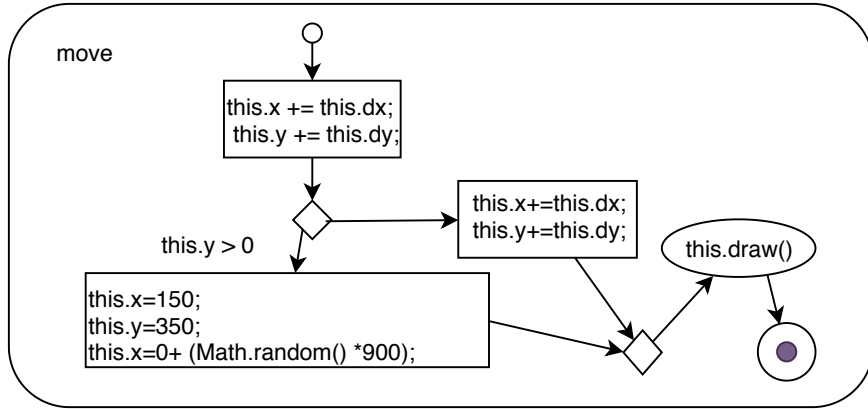 move
this.x += this.dx;
this.y += this.dy;
this.y > 0
this.x+=this.dx;
this.y+=this.dy;
this.draw()
this.x=150;
this.y=350;
this.x=0+ (Math.random() *900);